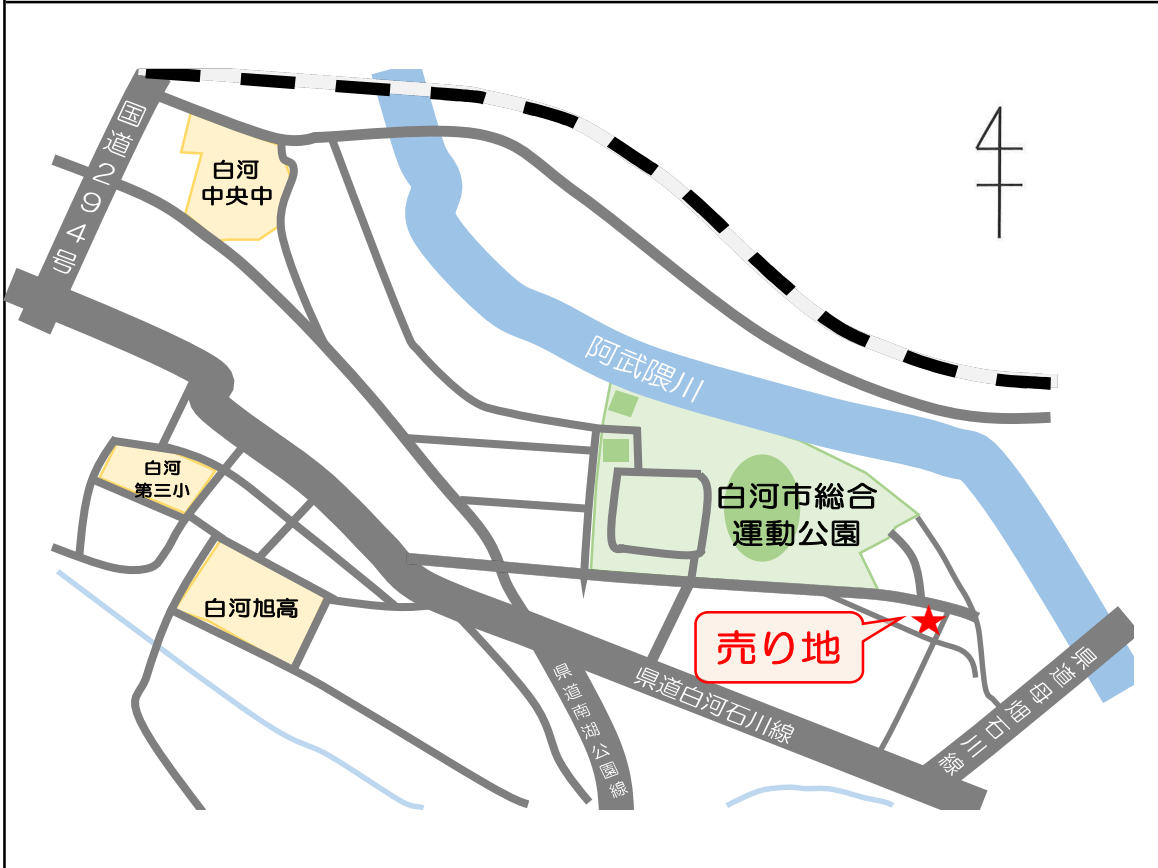 国道294号
白河
中央中
阿武隈川
白河
第三小
白河市総合
運動公園
白河旭高
売り地
県道白河石川線
県道南湖公園線
県道母畑石川線